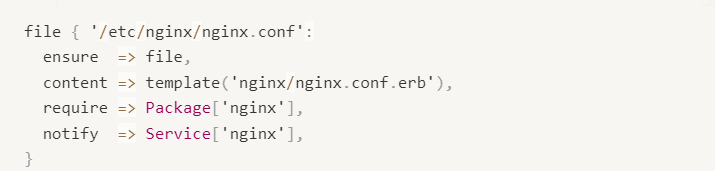 file { '/etc/nginx/nginx.conf':
  ensure  => file,
  content => template('nginx/nginx.conf.erb'),
  require => Package['nginx'],
  notify  => Service['nginx'],
}